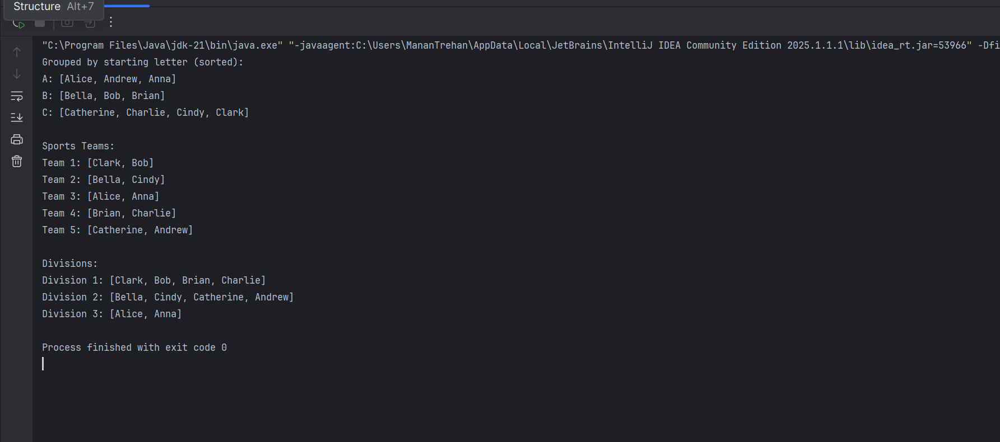 Structure Alt+7
"C:\Program Files\Java\jdk-21\bin\java.exe" "-javaagent:C:\Users\MananTrehan\AppData\Local\JetBrains\IntelliJ IDEA Community Edition 2025.1.1.1\lib\idea_rt.jar=53966" -Dfi
Grouped by starting letter (sorted):
A: [Alice, Andrew, Anna]
B: [Bella, Bob, Brian]
C: [Catherine, Charlie, Cindy, Clark]
Sports Teams:
Team 1: [Clark, Bob]
Team 2: [Bella, Cindy]
Team 3: [Alice, Anna]
Team 4: [Brian, Charlie]
Team 5: [Catherine, Andrew]
Divisions:
Division 1: [Clark, Bob, Brian, Charlie]
Division 2: [Bella, Cindy, Catherine, Andrew]
Division 3: [Alice, Anna]
Process finished with exit code 0